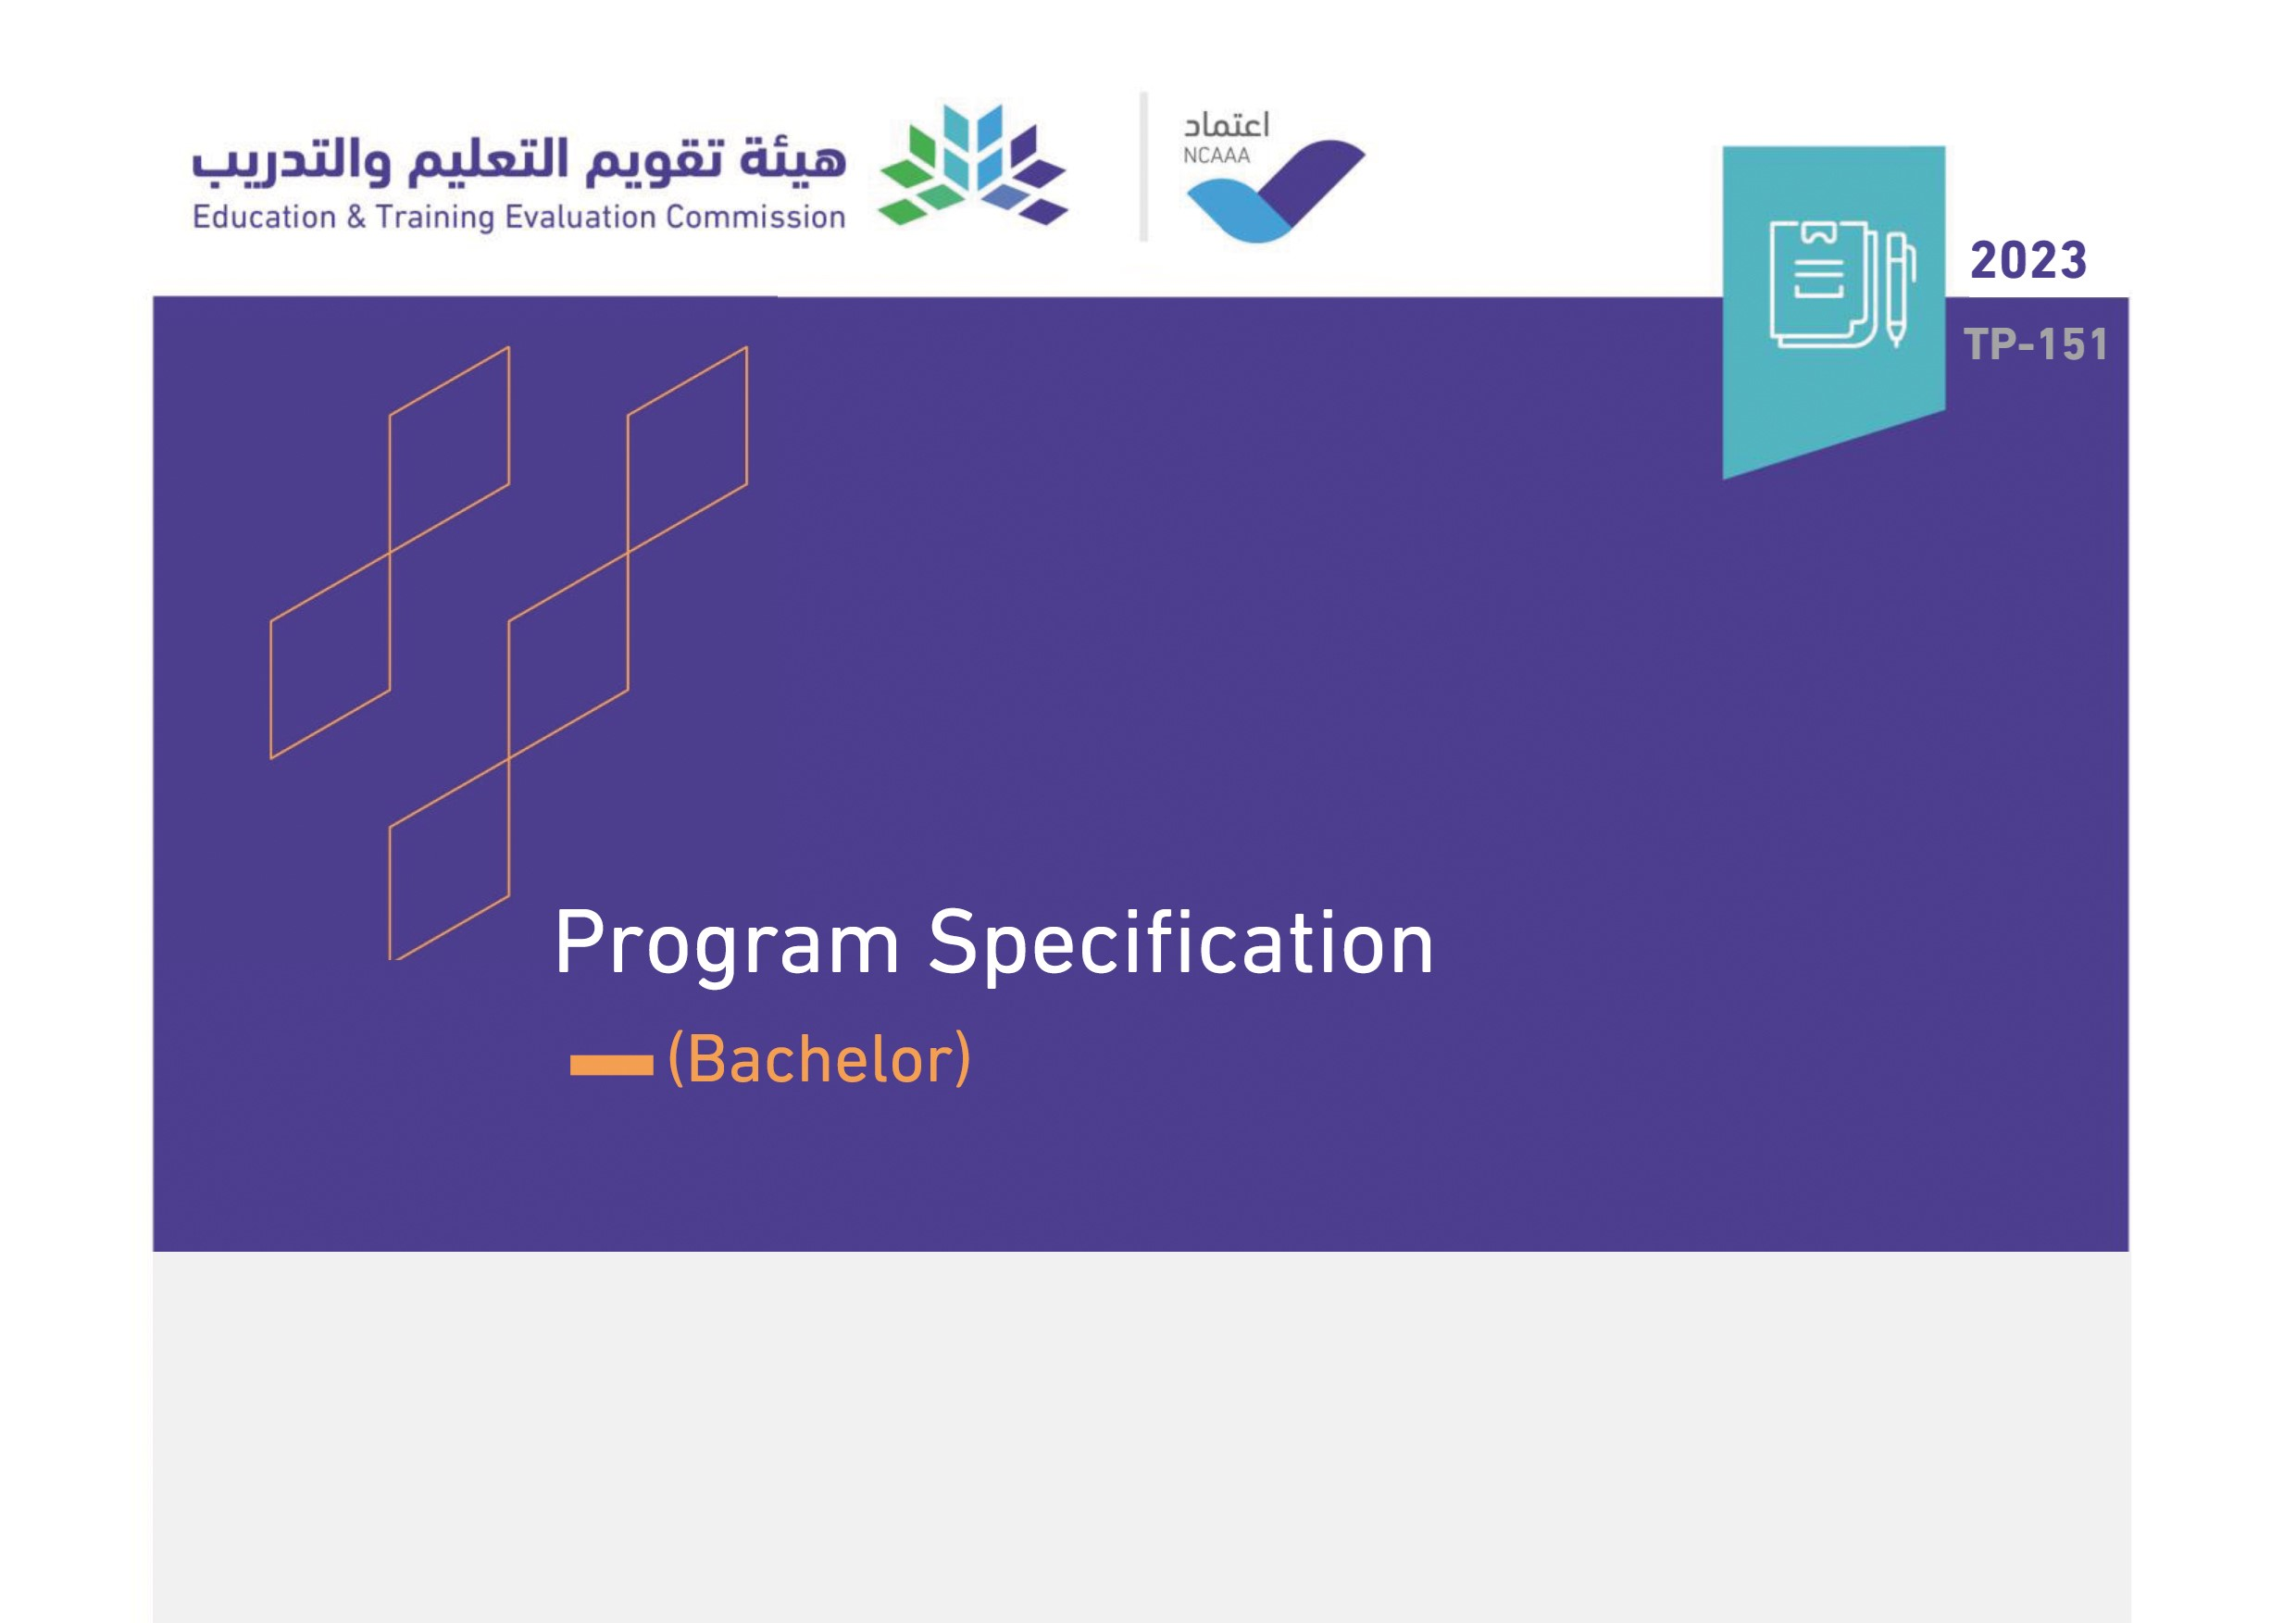 هيئة تقويم التعليم والتدريب
Education & Training Evaluation Commission
اعتماد
NCAAA
2023
TP-151
Program Specification
(Bachelor)